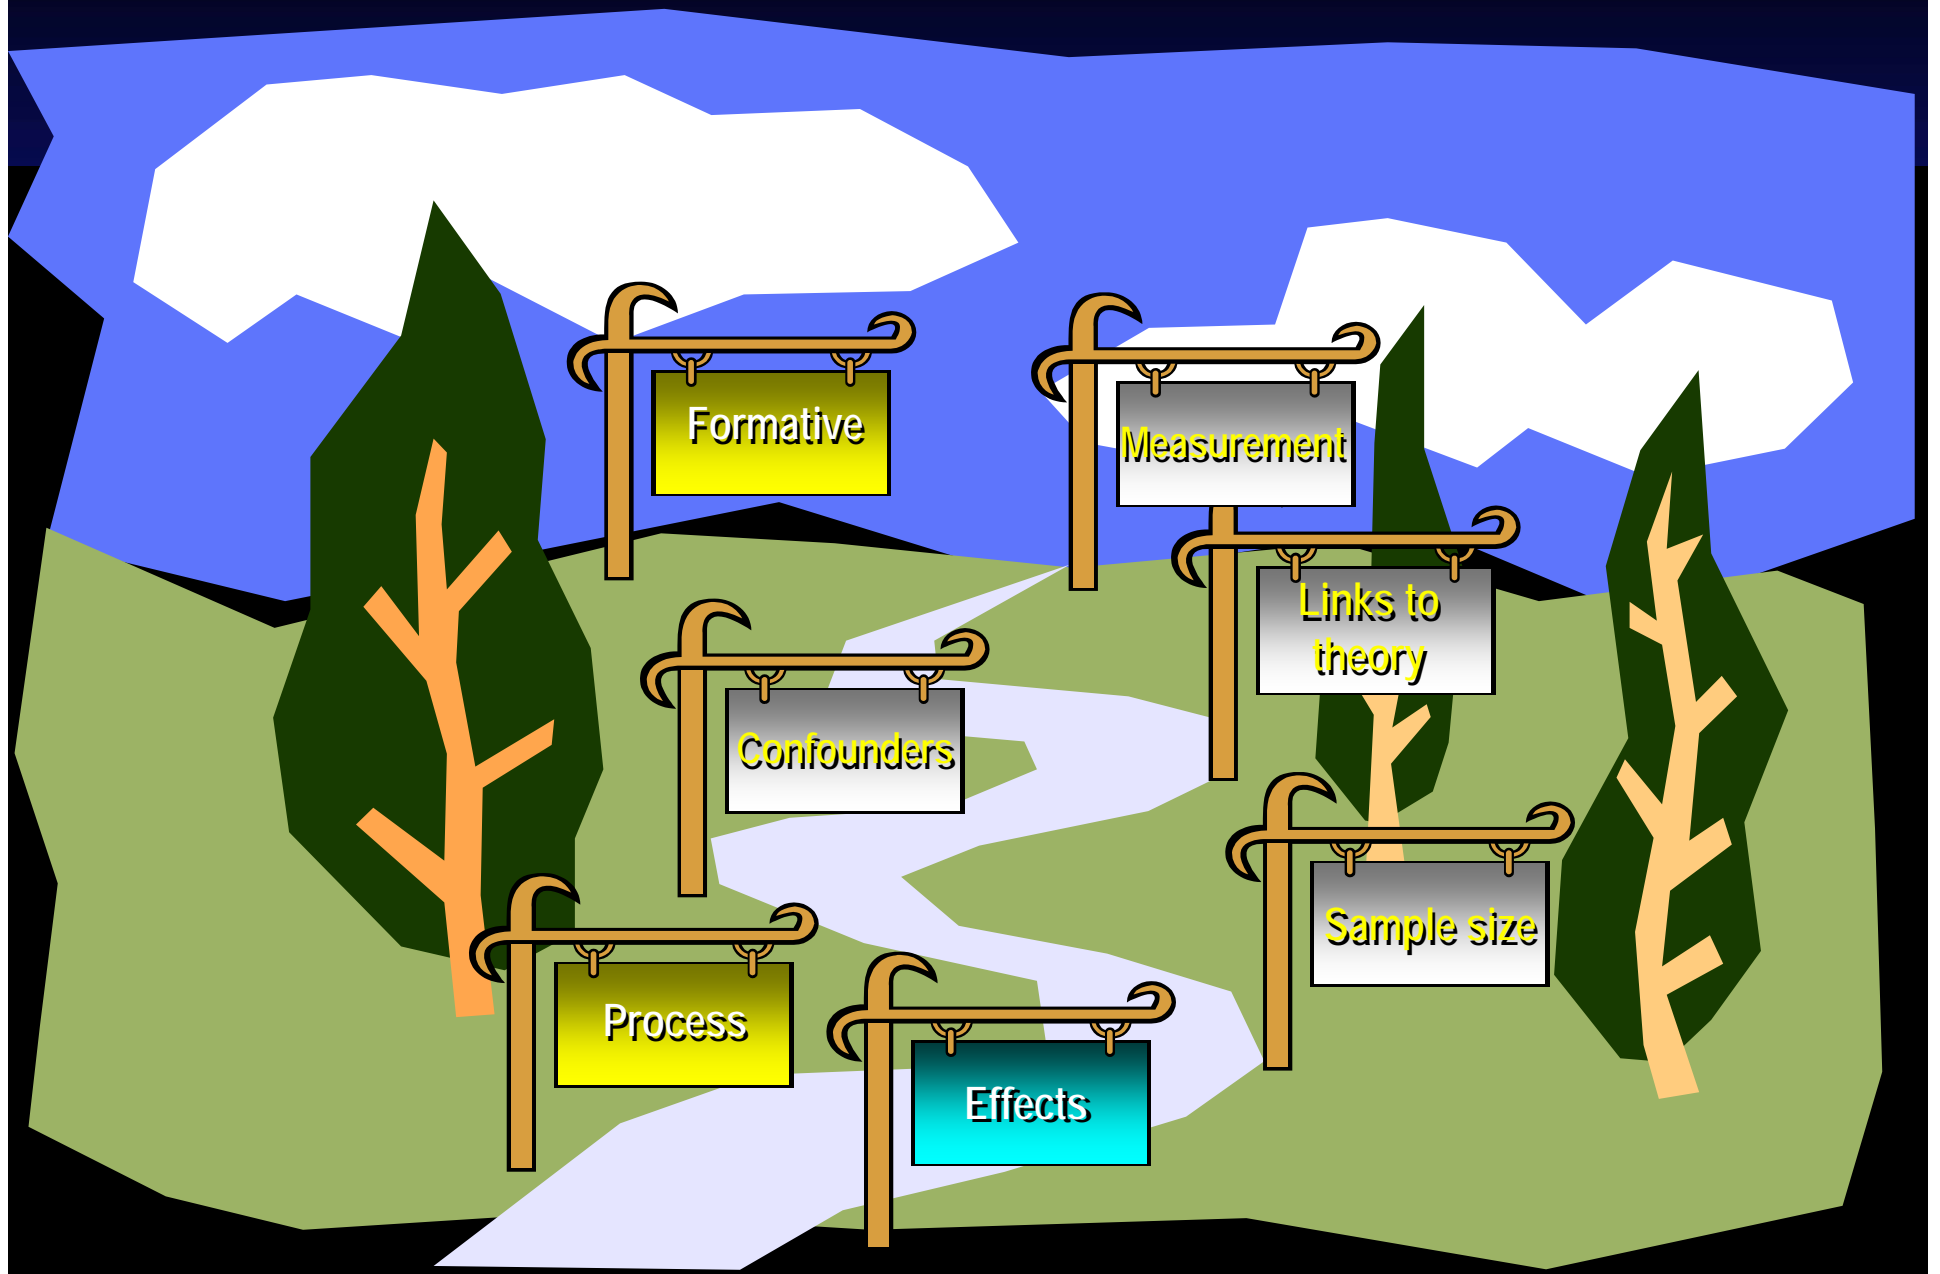 Formative
Measurement
Links to
theory
Confounders
Sample size
Process
Effects